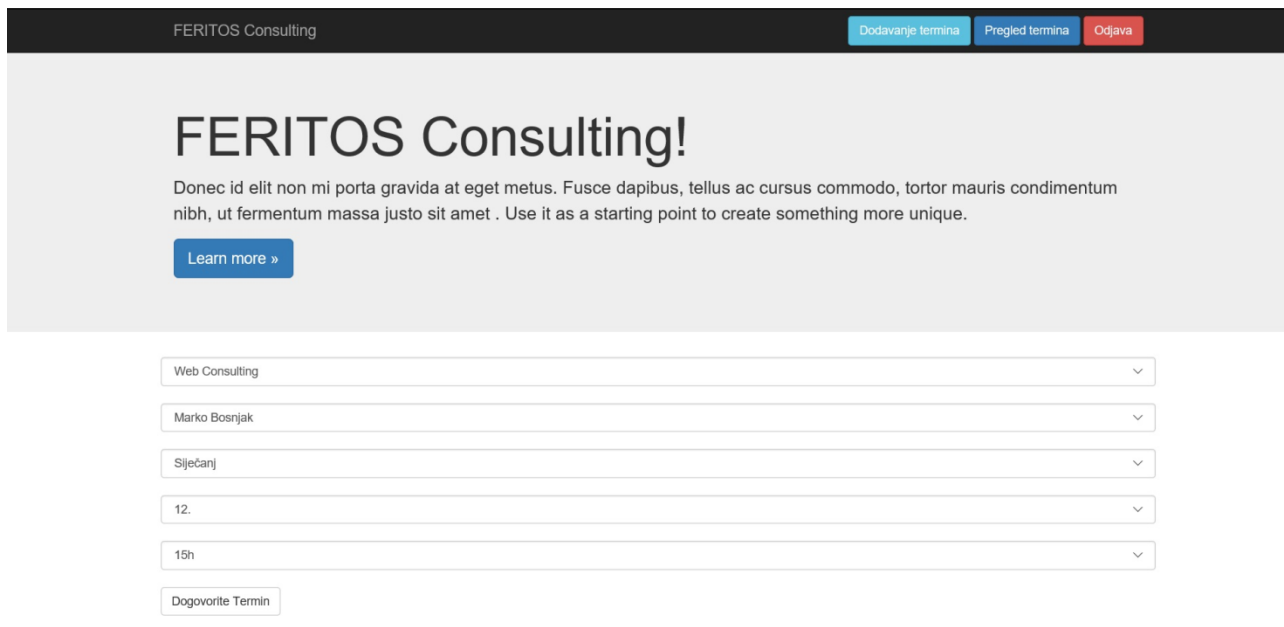 FERITOS Consulting
Dodavanje termina
Pregled termina
Odjava
FERITOS Consulting!
Donec id elit non mi porta gravida at eget metus. Fusce dapibus, tellus ac cursus commodo, tortor mauris condimentum
nibh, ut fermentum massa justo sit amet . Use it as a starting point to create something more unique.
Learn more »
Web Consulting
Marko Bosnjak
Siječanj
12.
15h
Dogovorite Termin